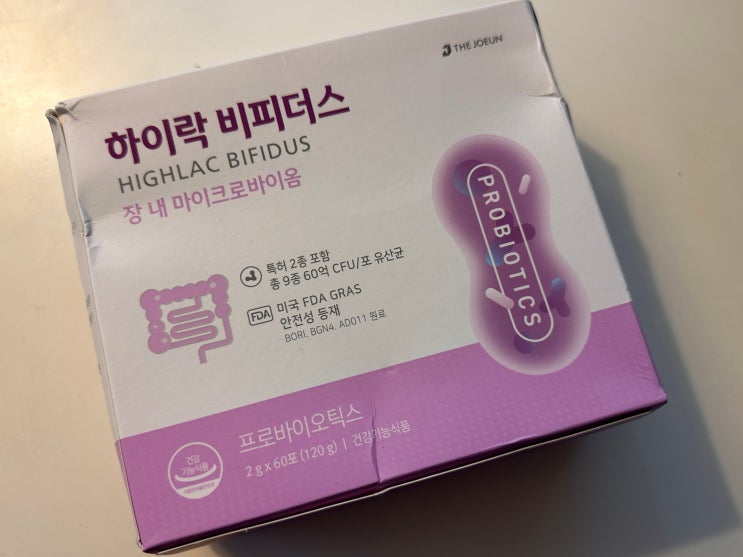 THE JOEUN
하이락 비피더스
HIGHLAC BIFIDUS
장 내 마이크로바이옴
PROBIOTICS
특허 2종 포함
총 9종 60억 CFU/포 유산균
FDA
미국 FDA GRAS
안전성 등재
BORI, BGN4, AD011 원료
프로바이오틱스
2 g x 60포 (120 g) | 건강기능식품
건강
기능식품